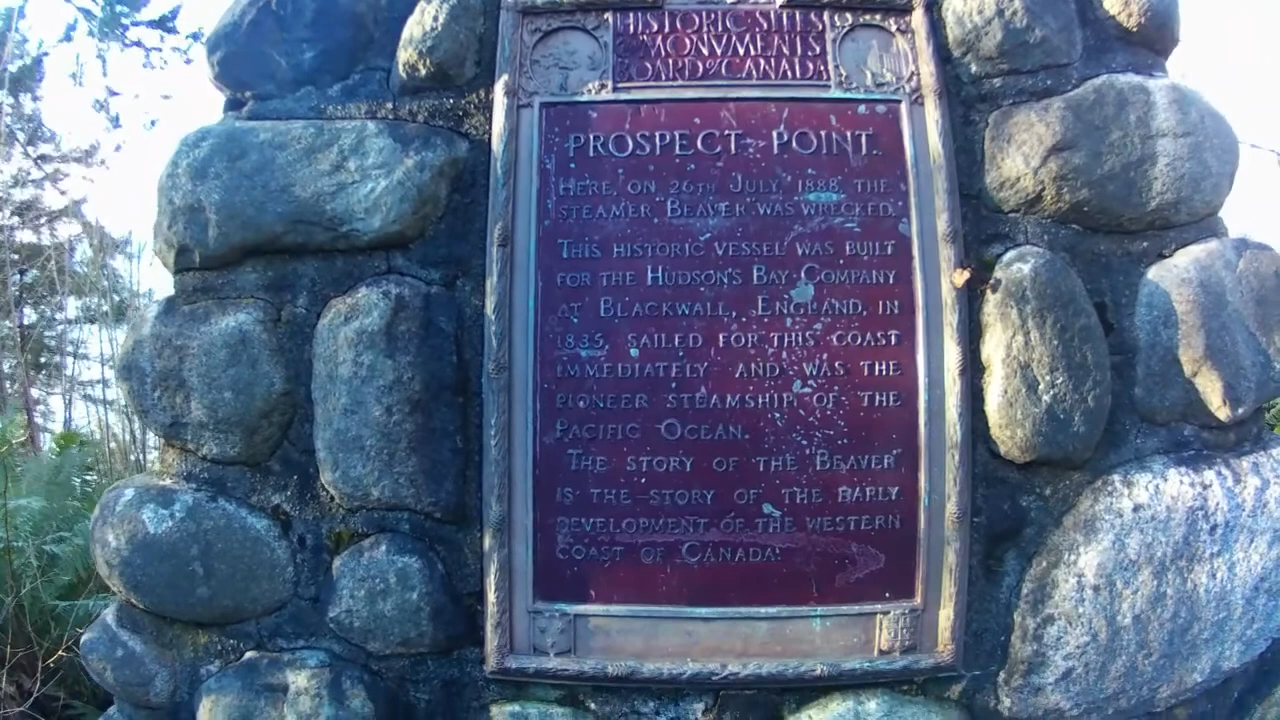 HISTORIC SITES
& MONVMENTS
BOARD OF CANADA
PROSPECT POINT.
HERE, ON 26TH JULY, 1888, THE
STEAMER "BEAVER" WAS WRECKED.
THIS HISTORIC VESSEL WAS BUILT
FOR THE HUDSON'S BAY COMPANY
AT BLACKWALL, ENGLAND, IN
1835, SAILED FOR THIS COAST
IMMEDIATELY AND WAS THE
PIONEER STEAMSHIP OF THE
PACIFIC OCEAN.
THE STORY OF THE "BEAVER"
IS THE STORY OF THE EARLY
DEVELOPMENT OF THE WESTERN
COAST OF CANADA.